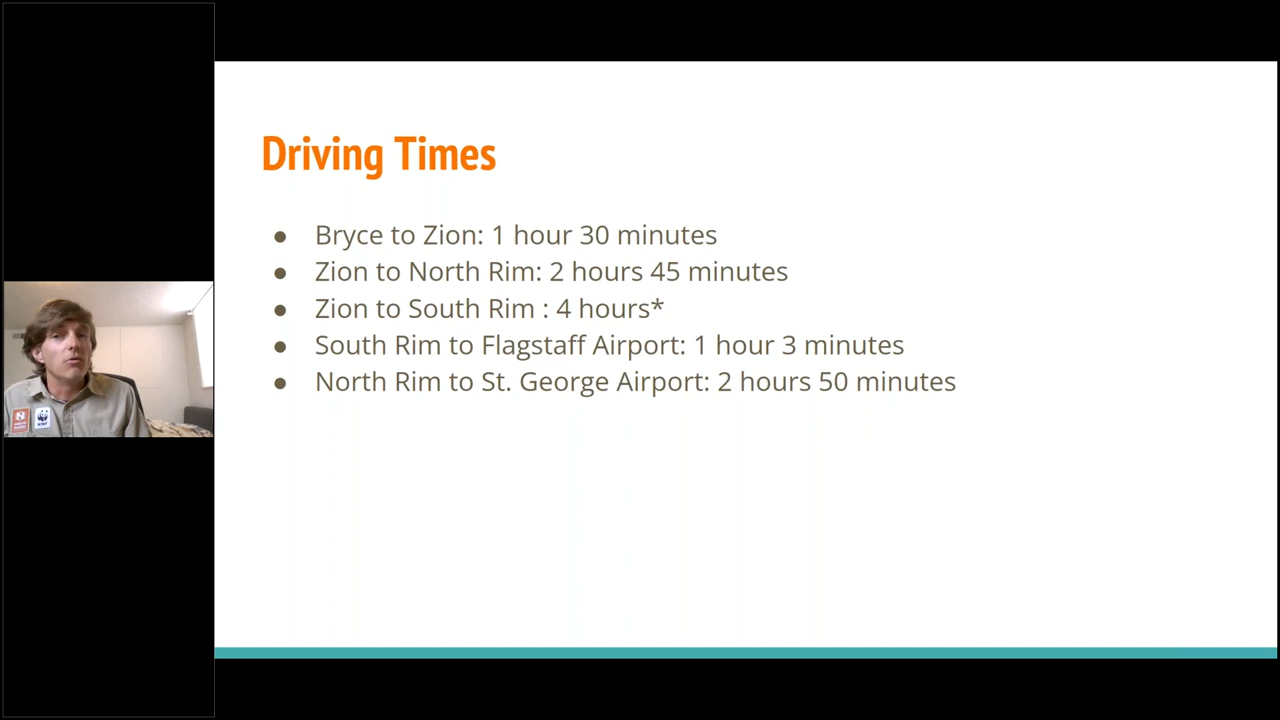 Driving Times
● Bryce to Zion: 1 hour 30 minutes
● Zion to North Rim: 2 hours 45 minutes
● Zion to South Rim : 4 hours*
● South Rim to Flagstaff Airport: 1 hour 3 minutes
● North Rim to St. George Airport: 2 hours 50 minutes
N
WWF